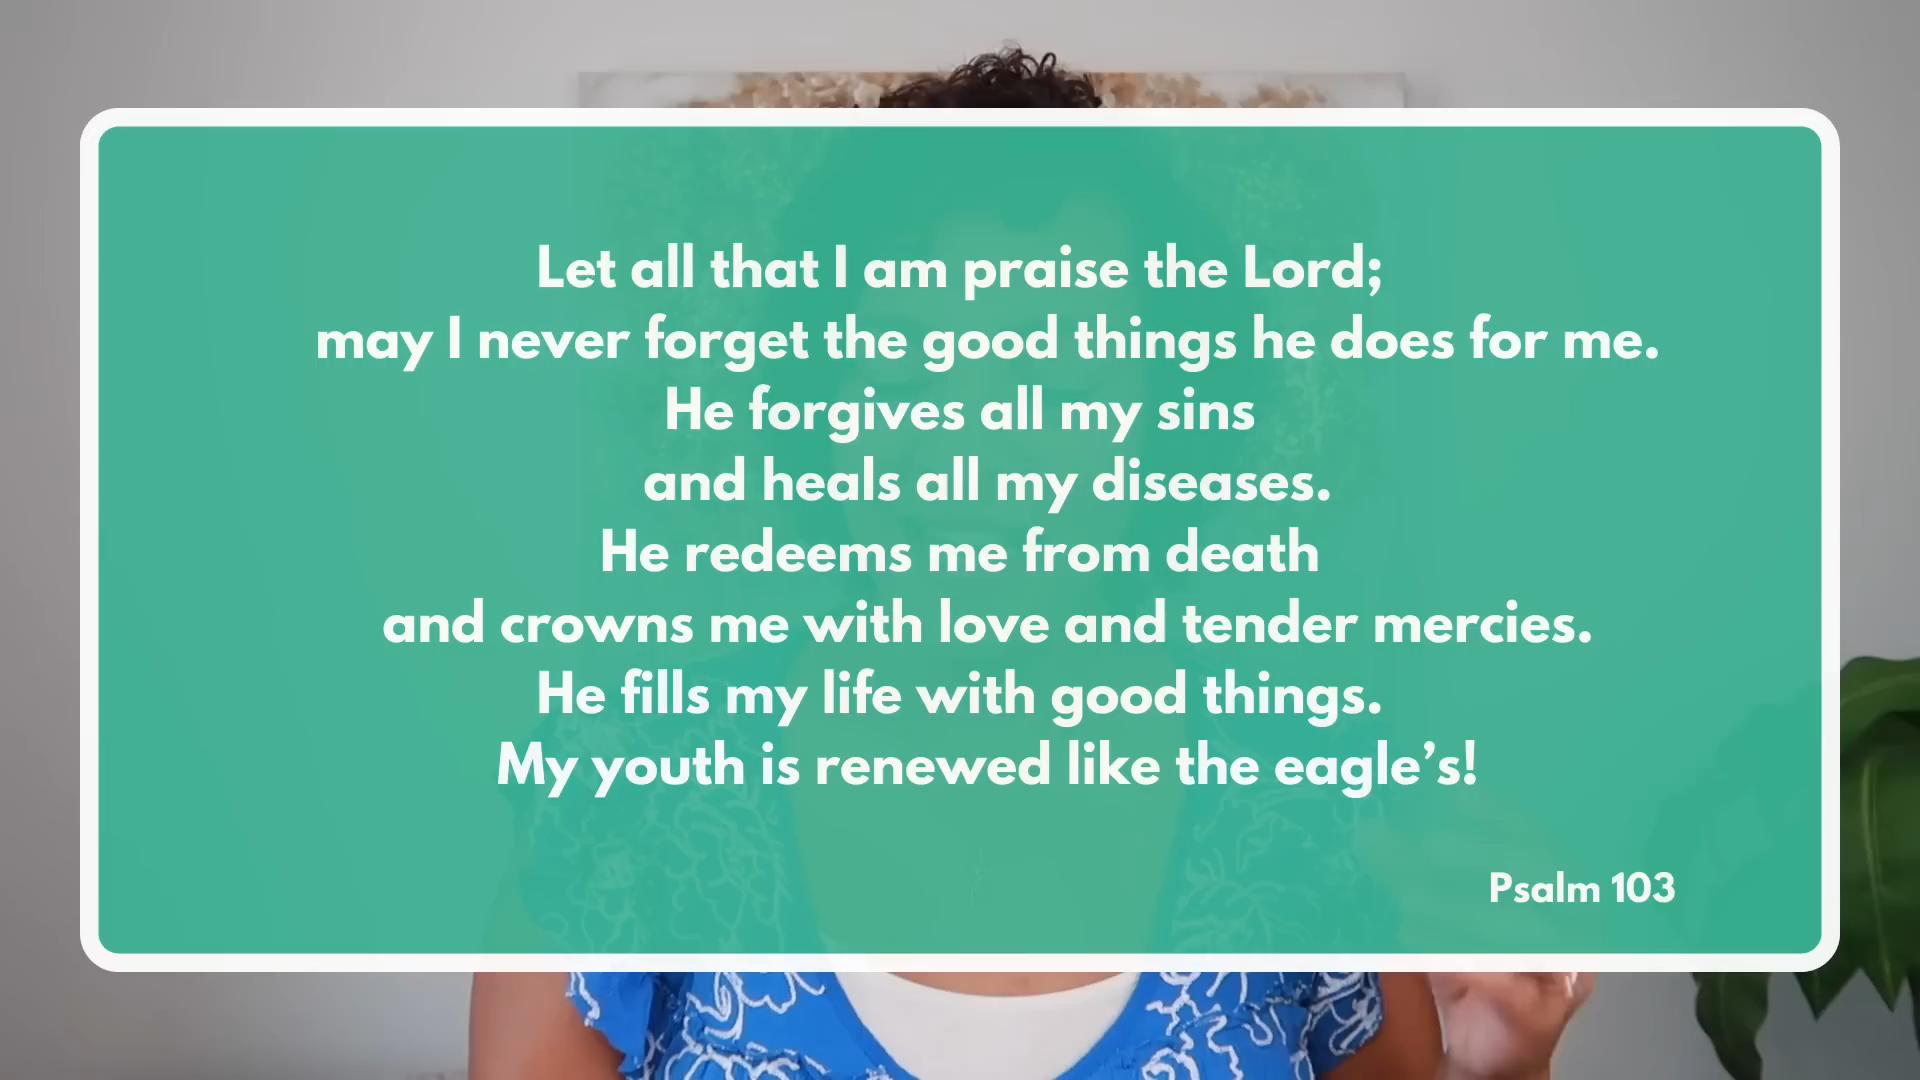 Let all that I am praise the Lord;
may I never forget the good things he does for me.
He forgives all my sins
and heals all my diseases.
He redeems me from death
and crowns me with love and tender mercies.
He fills my life with good things.
My youth is renewed like the eagle’s!
Psalm 103